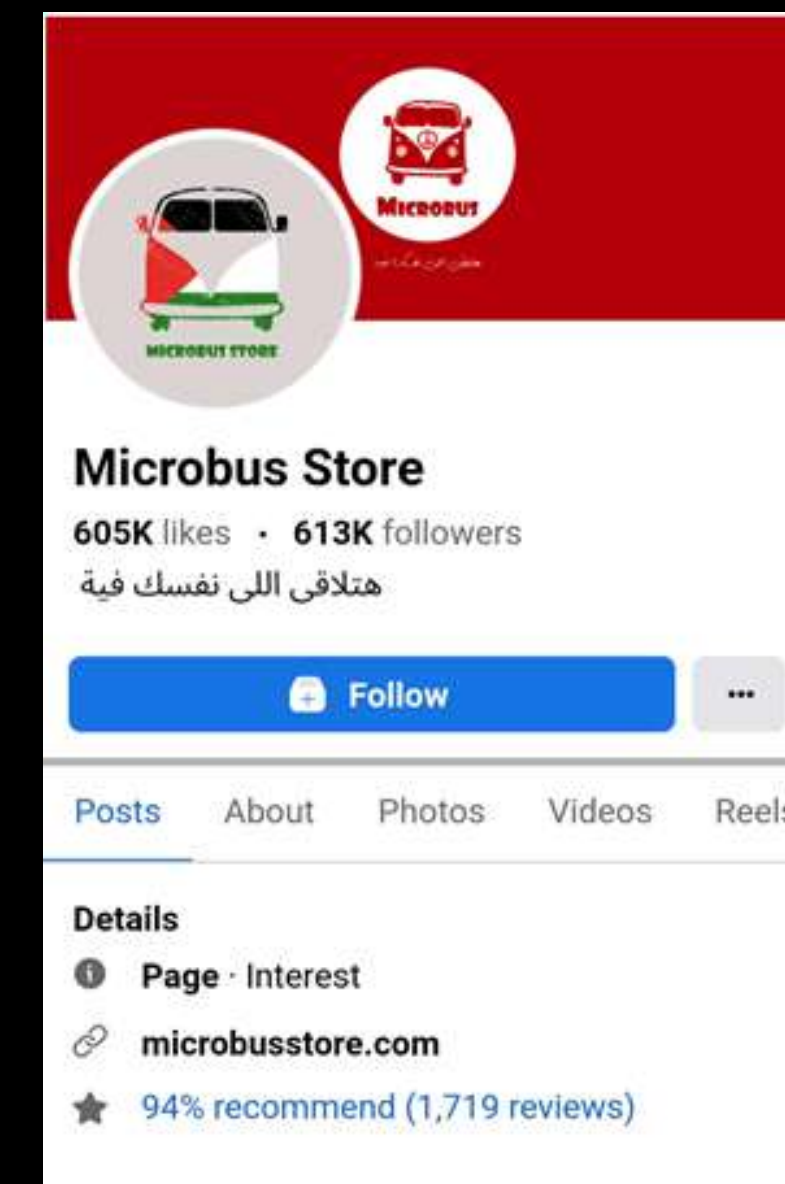 MICROBUS
MICROBUS STORE
Microbus Store
605K likes · 613K followers
هتلاقى اللى نفسك فية
Follow
Posts About Photos Videos Reels
Details
Page · Interest
microbusstore.com
94% recommend (1,719 reviews)